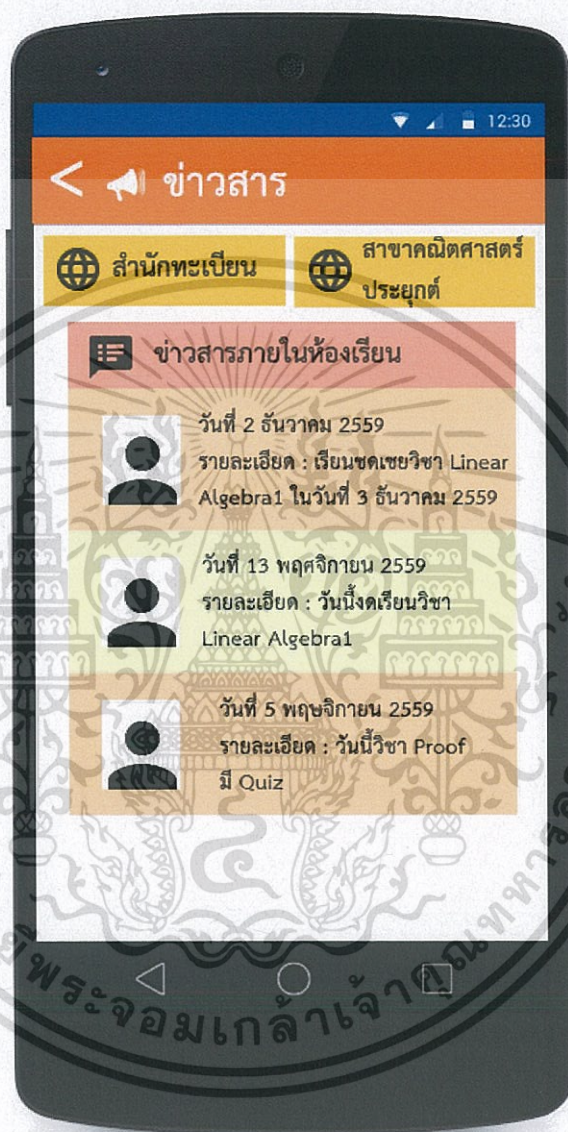 12:30
< ข่าวสาร
สำนักทะเบียน
สาขาคณิตศาสตร์
ประยุกต์
ข่าวสารภายในห้องเรียน
วันที่ 2 ธันวาคม 2559
รายละเอียด : เรียนชดเชยวิชา Linear
Algebra1 ในวันที่ 3 ธันวาคม 2559
วันที่ 13 พฤศจิกายน 2559
รายละเอียด : วันนี้งดเรียนวิชา
Linear Algebra1
วันที่ 5 พฤษจิกายน 2559
รายละเอียด : วันนี้วิชา Proof
มี Quiz
พระจอมเกล้าเจ้าคุณทหาร